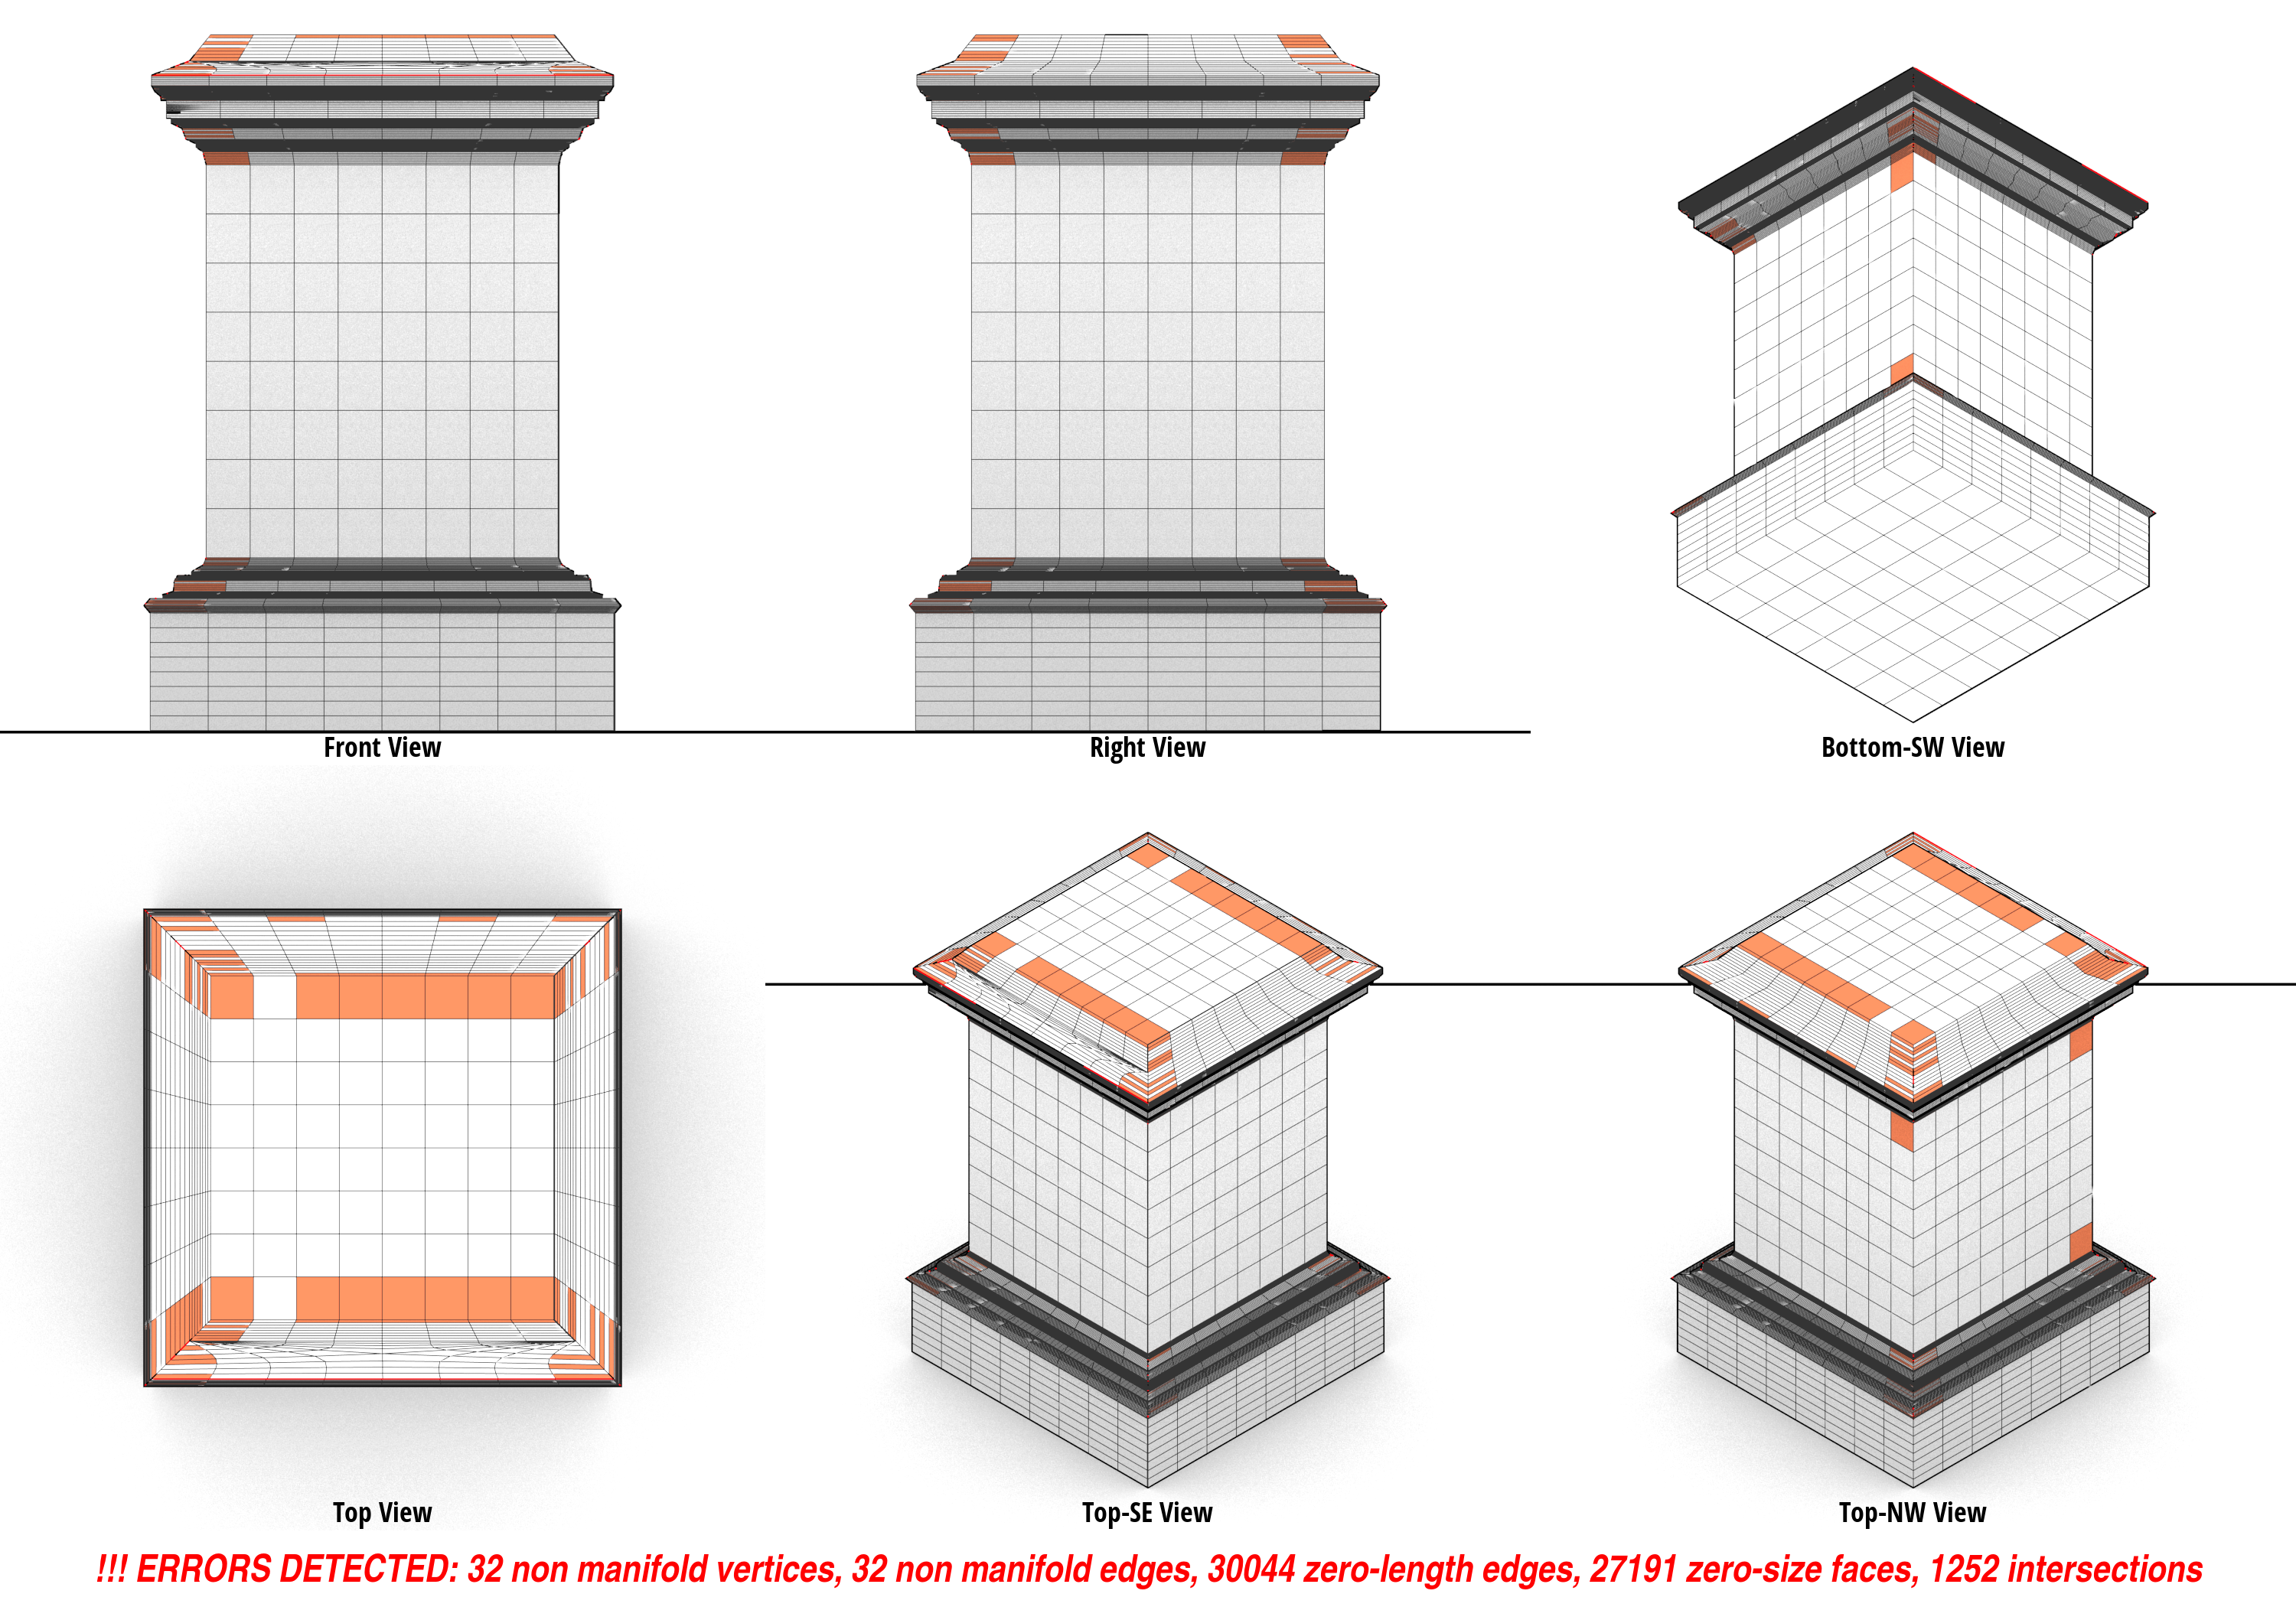 Front View
Right View
Bottom-SW View
Top View
Top-SE View
Top-NW View
!!! ERRORS DETECTED: 32 non manifold vertices, 32 non manifold edges, 30044 zero-length edges, 27191 zero-size faces, 1252 intersections